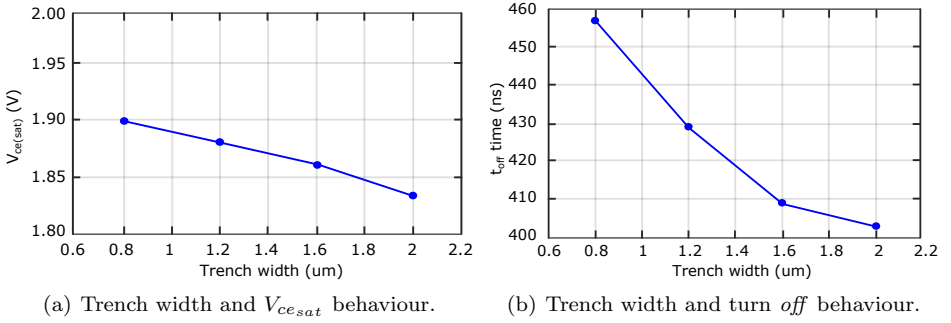 2.00
1.95
1.90
1.85
1.80
V_ce(sat) (V)
0.6 0.8 1 1.2 1.4 1.6 1.8 2 2.2
Trench width (um)
(a) Trench width and V_ce_sat behaviour.
460
450
440
430
420
410
400
t_off time (ns)
0.6 0.8 1 1.2 1.4 1.6 1.8 2 2.2
Trench width (um)
(b) Trench width and turn off behaviour.